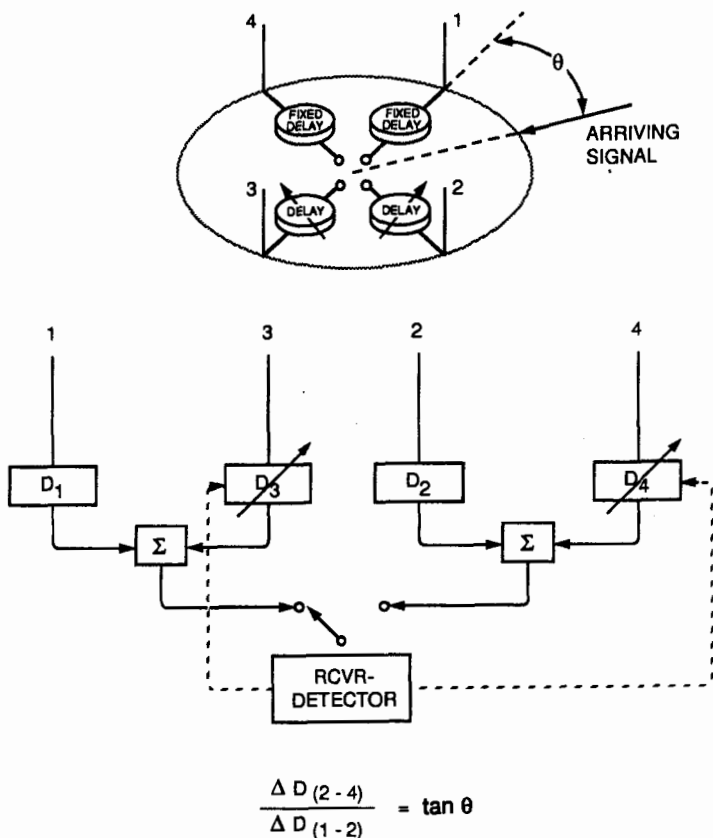 4
1
θ
FIXED DELAY
FIXED DELAY
ARRIVING
SIGNAL
3
2
DELAY
DELAY
1
3
2
4
D1
D3
D2
D4
Σ
Σ
RCVR-
DETECTOR
Δ D (2 - 4)
Δ D (1 - 2)
= tan θ